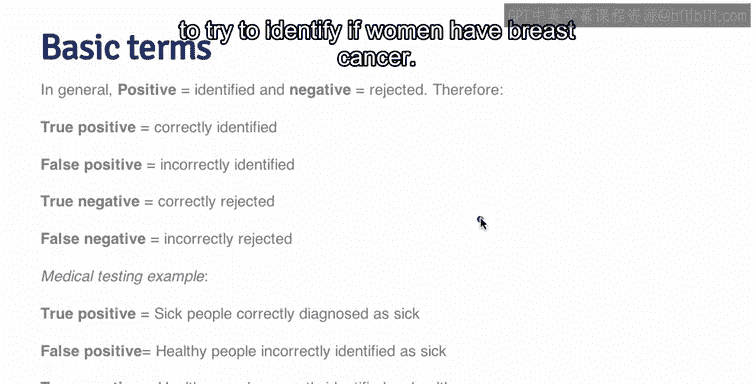 to try to identify if women have breast
cancer.
Basic terms
In general, Positive = identified and negative = rejected. Therefore:
True positive = correctly identified
False positive = incorrectly identified
True negative = correctly rejected
False negative = incorrectly rejected
Medical testing example:
True positive = Sick people correctly diagnosed as sick
False positive= Healthy people incorrectly identified as sick